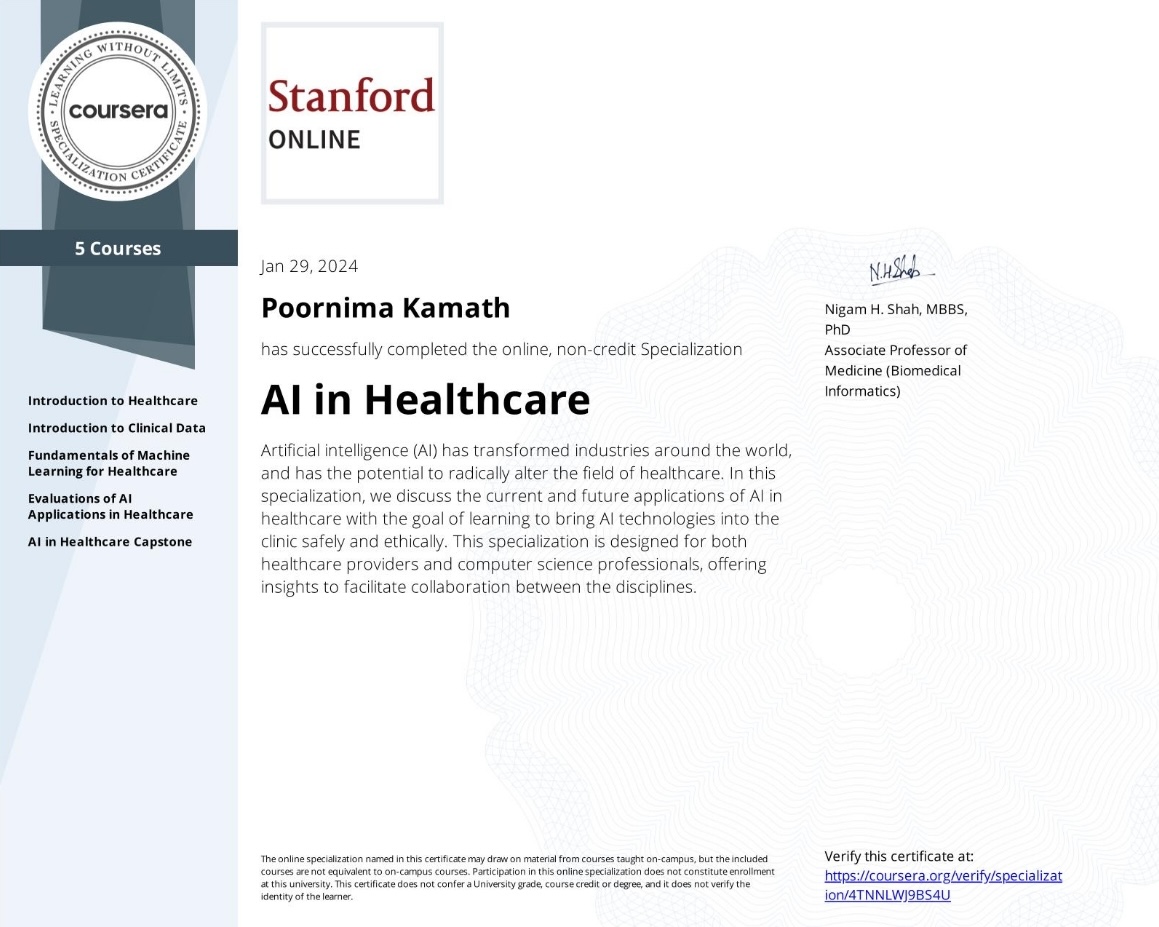 LEARNING WITHOUT LIMITS
coursera
SPECIALIZATION CERTIFICATE
5 Courses
Introduction to Healthcare
Introduction to Clinical Data
Fundamentals of Machine
Learning for Healthcare
Evaluations of AI
Applications in Healthcare
AI in Healthcare Capstone
Stanford
ONLINE
Jan 29, 2024
Poornima Kamath
has successfully completed the online, non-credit Specialization
AI in Healthcare
Artificial intelligence (AI) has transformed industries around the world,
and has the potential to radically alter the field of healthcare. In this
specialization, we discuss the current and future applications of AI in
healthcare with the goal of learning to bring AI technologies into the
clinic safely and ethically. This specialization is designed for both
healthcare providers and computer science professionals, offering
insights to facilitate collaboration between the disciplines.
N.H.Shah
Nigam H. Shah, MBBS,
PhD
Associate Professor of
Medicine (Biomedical
Informatics)
The online specialization named in this certificate may draw on material from courses taught on-campus, but the included
courses are not equivalent to on-campus courses. Participation in this online specialization does not constitute enrollment
at this university. This certificate does not confer a University grade, course credit or degree, and it does not verify the
identity of the learner.
Verify this certificate at:
https://coursera.org/verify/specializat
ion/4TNNLWJ9BS4U